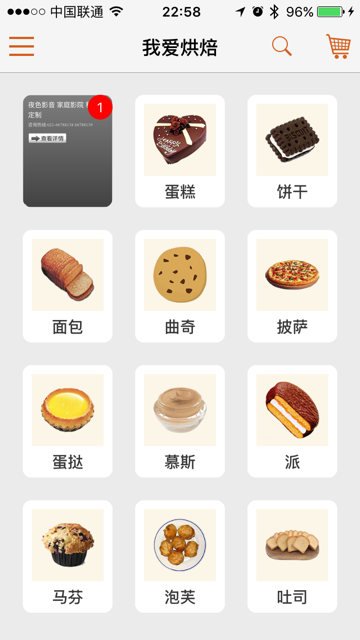 中国联通 22:58 96%
我爱烘焙
夜色影音 家庭影院
定制
1
查看详情
蛋糕
饼干
面包
曲奇
披萨
蛋挞
慕斯
派
马芬
泡芙
吐司